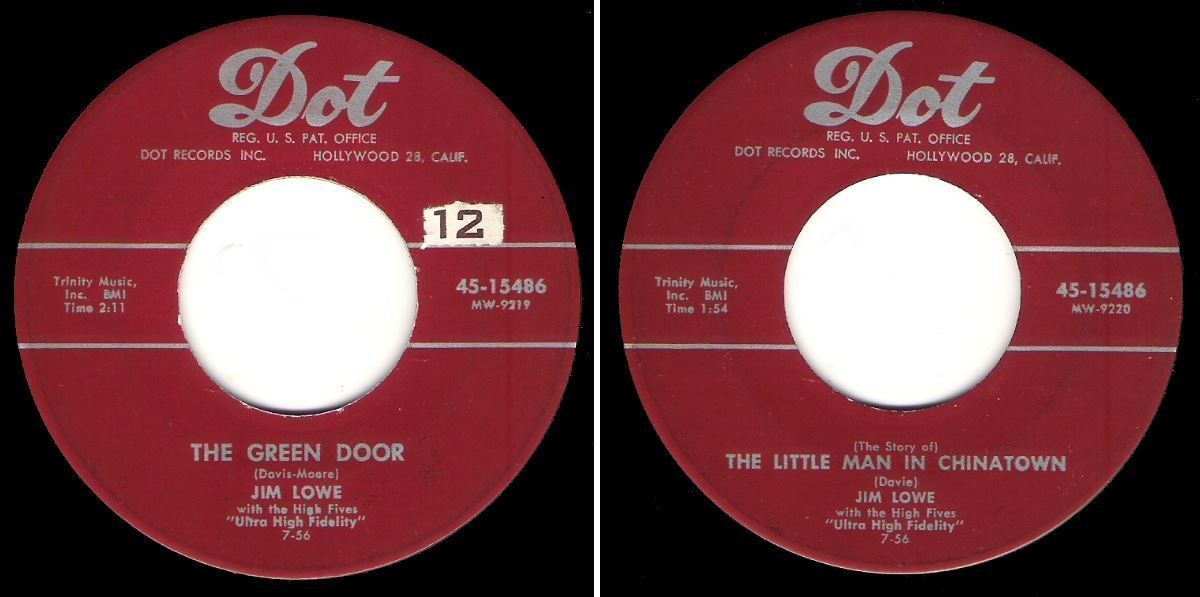 Dot
REG. U. S. PAT. OFFICE
DOT RECORDS INC. HOLLYWOOD 28, CALIF.
12
Trinity Music,
Inc. BMI
Time 2:11
45-15486
MW-9219
THE GREEN DOOR
(Davis-Moore)
JIM LOWE
with the High Fives
"Ultra High Fidelity"
7-56
Dot
REG. U. S. PAT. OFFICE
DOT RECORDS INC. HOLLYWOOD 28, CALIF.
Trinity Music,
Inc. BMI
Time 1:54
45-15486
MW-9220
(The Story of)
THE LITTLE MAN IN CHINATOWN
(Davie)
JIM LOWE
with the High Fives
"Ultra High Fidelity"
7-56